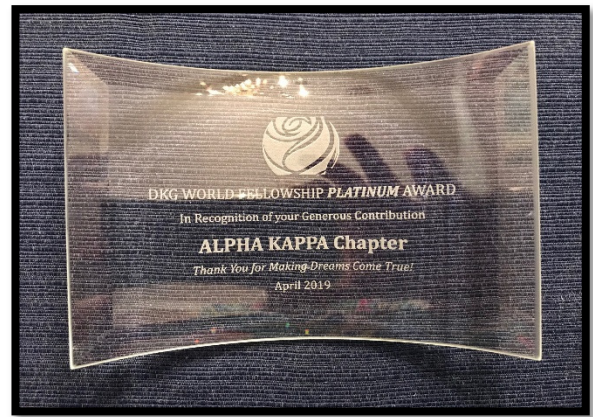 DKG WORLD FELLOWSHIP PLATINUM AWARD
In Recognition of your Generous Contribution
ALPHA KAPPA Chapter
Thank You for Making Dreams Come True!
April 2019